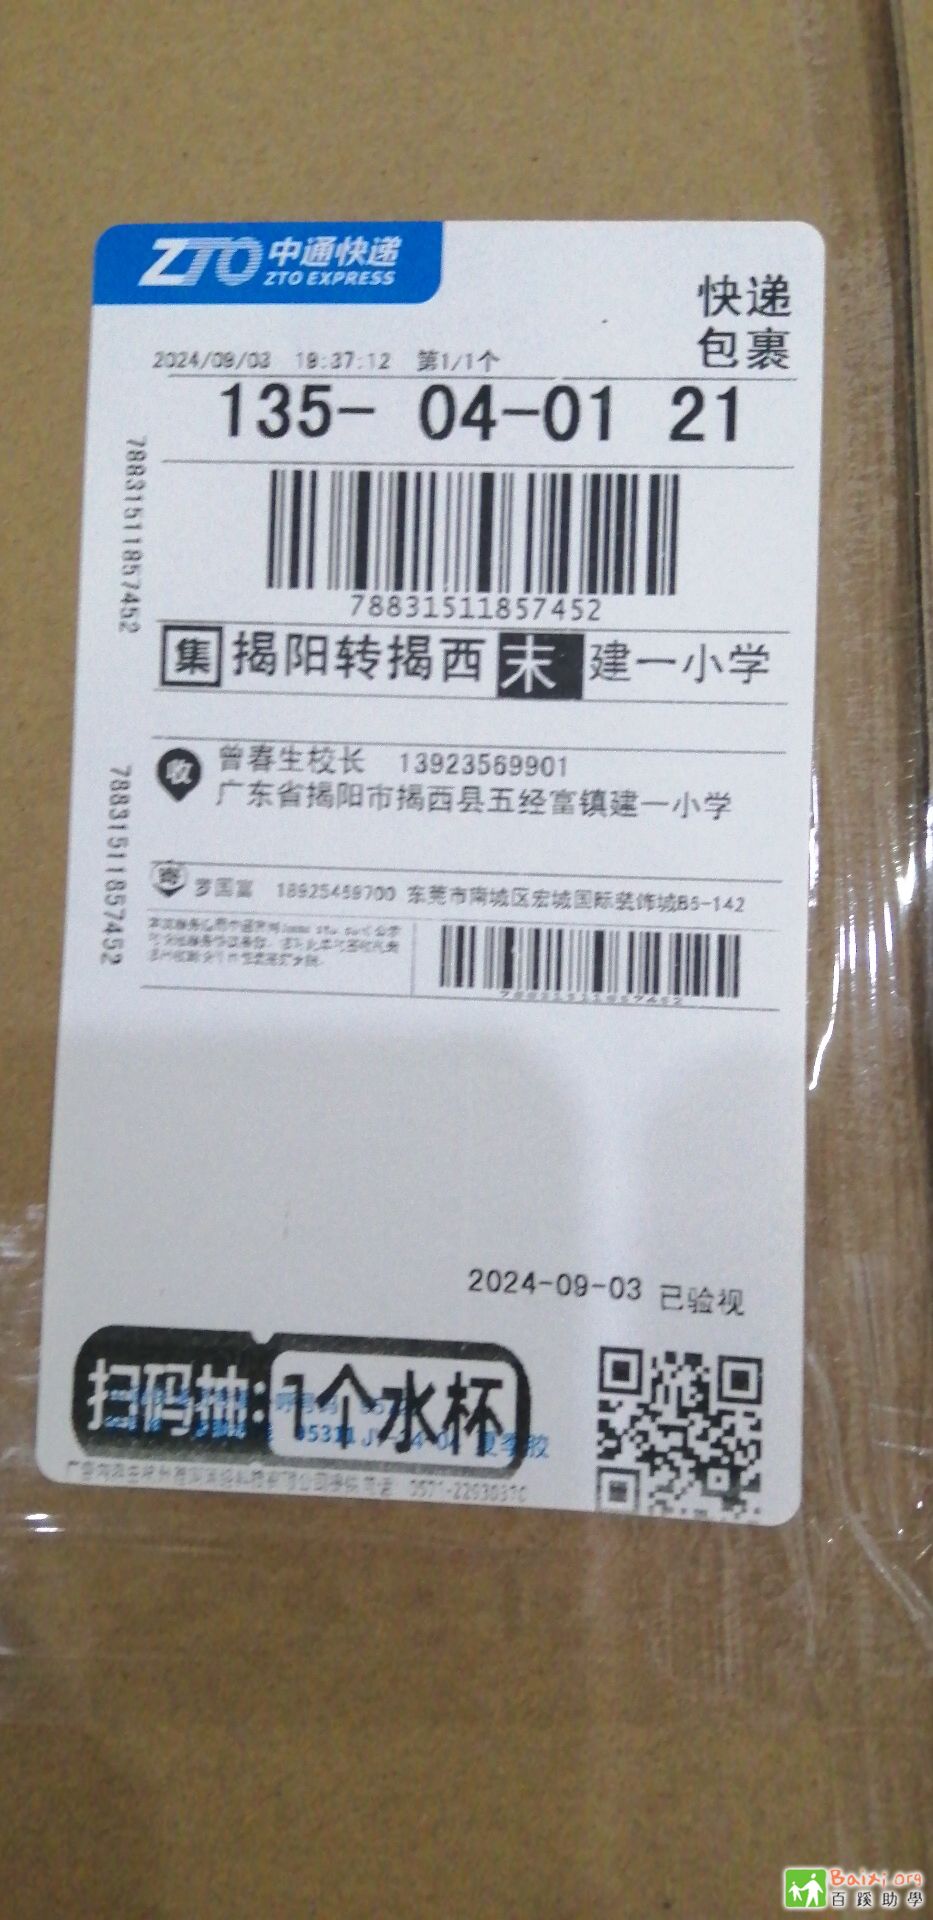 ZTO 中通快递
ZTO EXPRESS
快递
包裹
2024/09/03 19:37:12 第1/1个
135- 04-01 21
78831511857452
78831511857452
集 揭阳转揭西 末 建一小学
收 曾春生校长 13923569901
广东省揭阳市揭西县五经富镇建一小学
78831511857452
寄 罗国富 18925459700 东莞市南城区宏城国际装饰城B5-142
78831511857452
2024-09-03 已验视
扫码抽:1个水杯
夏季胶
Baixi.org
百蹊助學